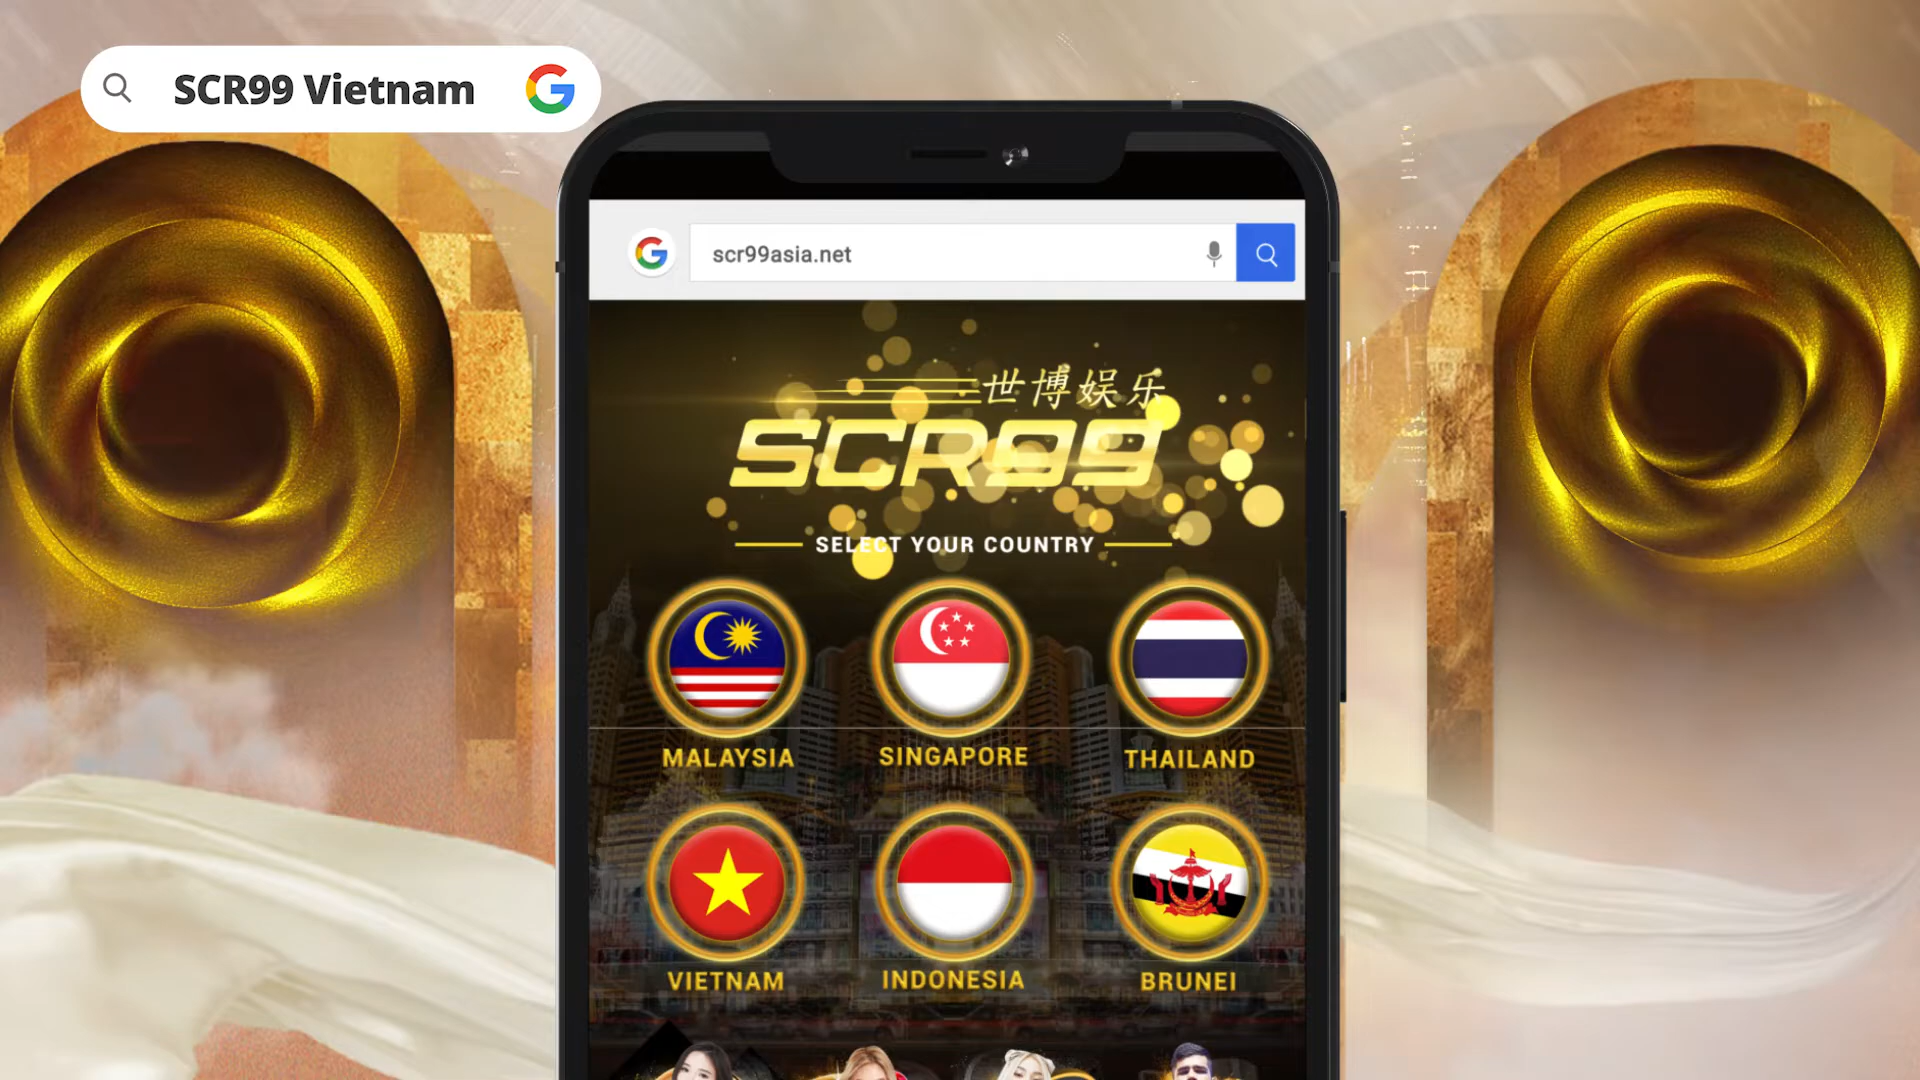 SCR99 Vietnam
scr99asia.net
世博娱乐
SCR99
SELECT YOUR COUNTRY
MALAYSIA
SINGAPORE
THAILAND
VIETNAM
INDONESIA
BRUNEI